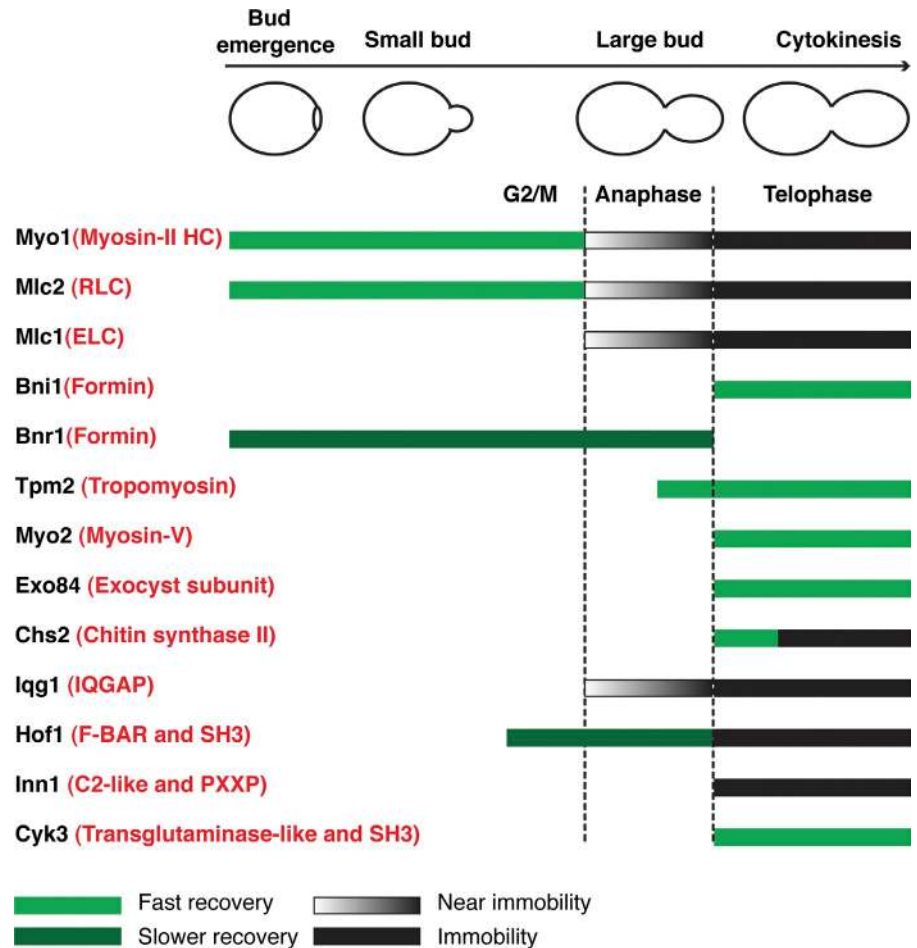 Bud
emergence
Small bud
Large bud
Cytokinesis
G2/M
Anaphase
Telophase
Myo1(Myosin-II HC)
Mlc2 (RLC)
Mlc1(ELC)
Bni1(Formin)
Bnr1(Formin)
Tpm2 (Tropomyosin)
Myo2 (Myosin-V)
Exo84 (Exocyst subunit)
Chs2 (Chitin synthase II)
Iqg1 (IQGAP)
Hof1 (F-BAR and SH3)
Inn1 (C2-like and PXXP)
Cyk3 (Transglutaminase-like and SH3)
Fast recovery
Near immobility
Slower recovery
Immobility